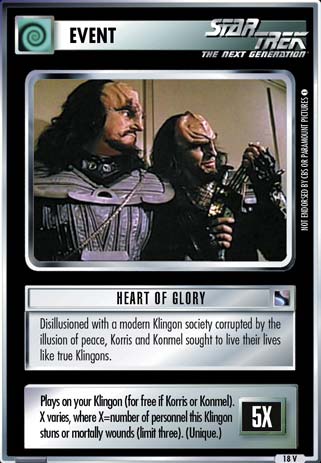 EVENT
STAR TREK
THE NEXT GENERATION
NOT ENDORSED BY CBS OR PARAMOUNT PICTURES
HEART OF GLORY
Disillusioned with a modern Klingon society corrupted by the
illusion of peace, Korris and Konmel sought to live their lives
like true Klingons.
Plays on your Klingon (for free if Korris or Konmel).
X varies, where X=number of personnel this Klingon
stuns or mortally wounds (limit three). (Unique.)
5X
18 V